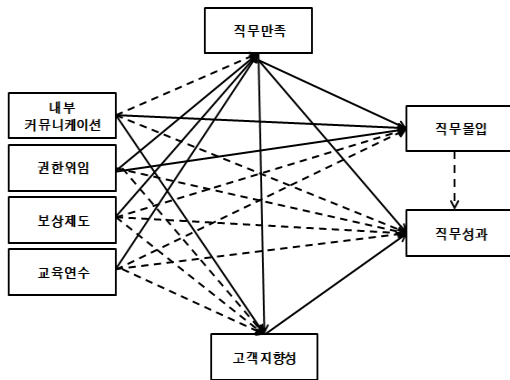 직무만족
내부
커뮤니케이션
직무몰입
권한위임
보상제도
직무성과
교육연수
고객지향성